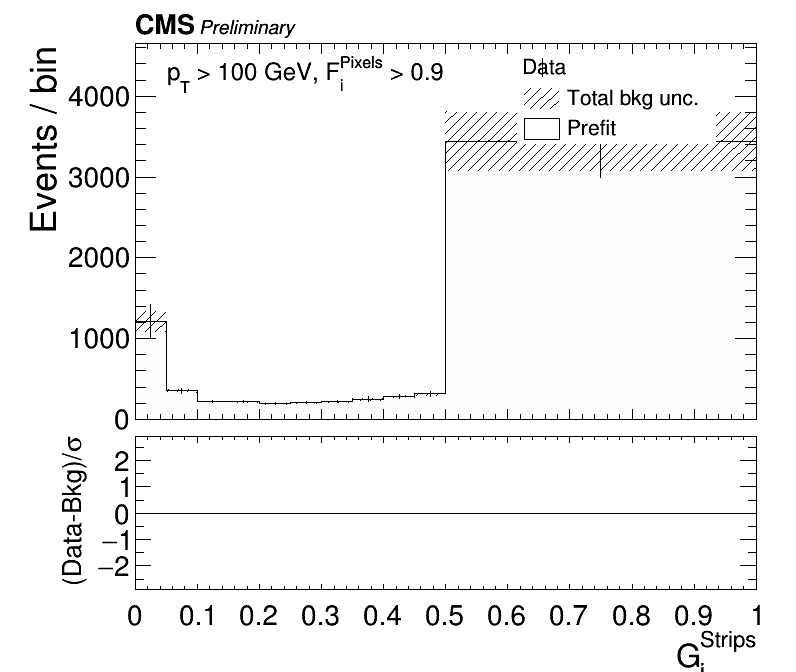 CMS Preliminary
p_T > 100 GeV, F_i^Pixels > 0.9
Data
Total bkg unc.
Prefit
Events / bin
4000
3000
2000
1000
0
(Data-Bkg)/σ
2
1
0
−1
−2
0 0.1 0.2 0.3 0.4 0.5 0.6 0.7 0.8 0.9 1
G_i^Strips